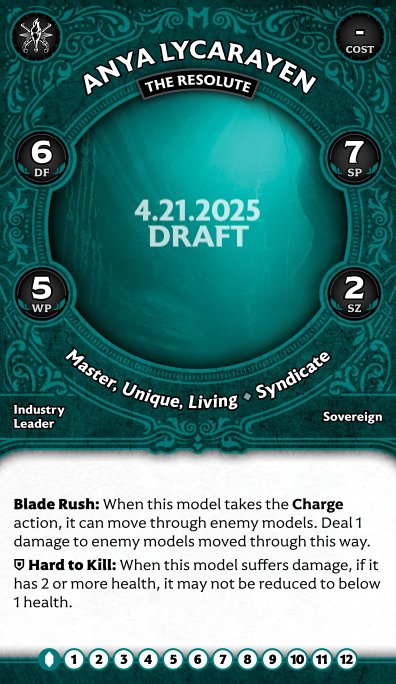 -
COST
ANYA LYCARAYEN
THE RESOLUTE
6
DF
7
SP
4.21.2025
DRAFT
5
WP
2
SZ
Master, Unique, Living ◆ Syndicate
Industry
Leader
Sovereign
Blade Rush: When this model takes the Charge
action, it can move through enemy models. Deal 1
damage to enemy models moved through this way.
Hard to Kill: When this model suffers damage, if it
has 2 or more health, it may not be reduced to below
1 health.
1 2 3 4 5 6 7 8 9 10 11 12